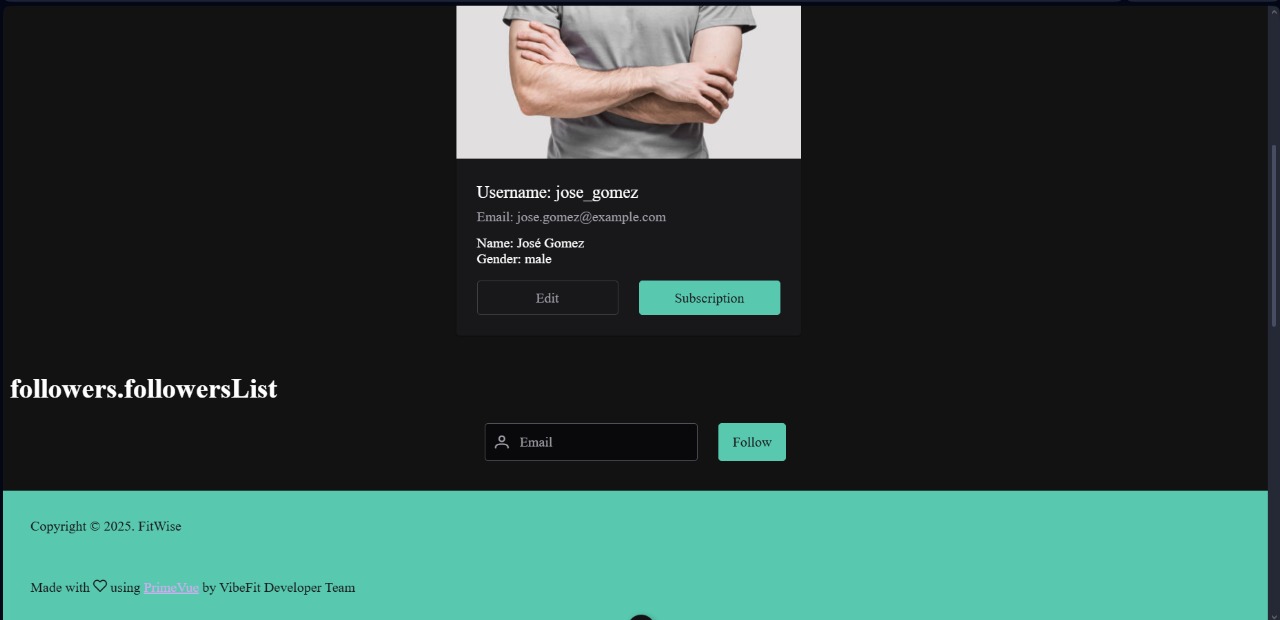 Username: jose_gomez
Email: jose.gomez@example.com
Name: José Gomez
Gender: male
Edit
Subscription
followers.followersList
Email
Follow
Copyright © 2025. FitWise
Made with ♡ using PrimeVue by VibeFit Developer Team